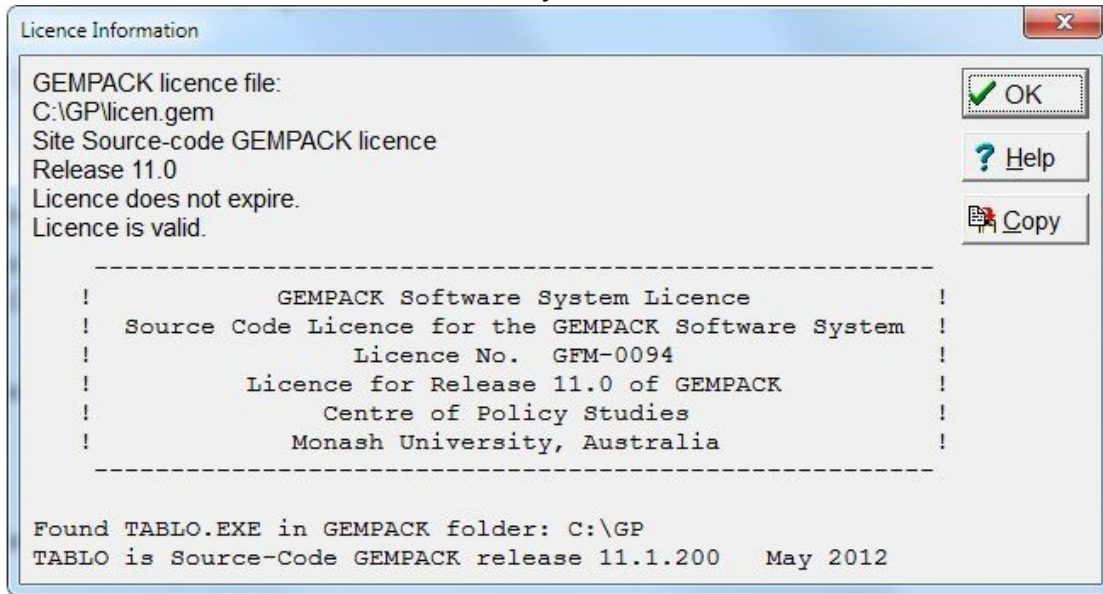 Licence Information
GEMPACK licence file:
C:\GP\licen.gem
Site Source-code GEMPACK licence
Release 11.0
Licence does not expire.
Licence is valid.
OK
Help
Copy
------------------------------------------------------
! GEMPACK Software System Licence !
! Source Code Licence for the GEMPACK Software System !
! Licence No. GFM-0094 !
! Licence for Release 11.0 of GEMPACK !
! Centre of Policy Studies !
! Monash University, Australia !
------------------------------------------------------
Found TABLO.EXE in GEMPACK folder: C:\GP
TABLO is Source-Code GEMPACK release 11.1.200 May 2012